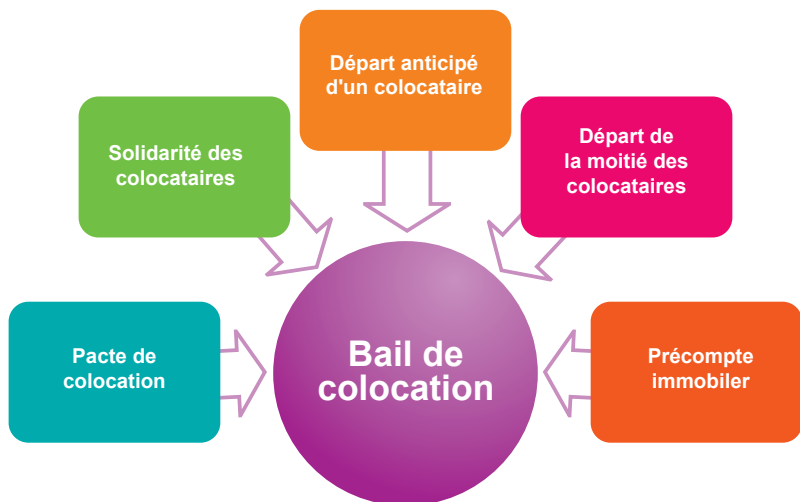 Départ anticipé
d'un colocataire
Solidarité des
colocataires
Départ de
la moitié des
colocataires
Pacte de
colocation
Bail de
colocation
Précompte
immobiler